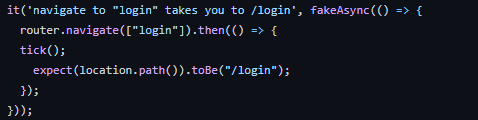 it('navigate to "login" takes you to /login', fakeAsync(() => {
  router.navigate(["login"]).then(() => {
  tick();
    expect(location.path()).toBe("/login");
  });
}));